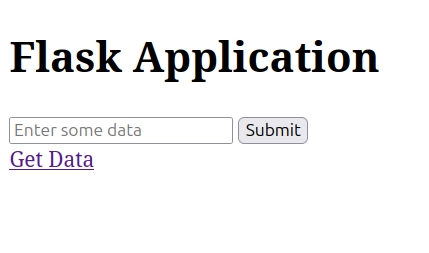 Flask Application
Enter some data Submit
Get Data